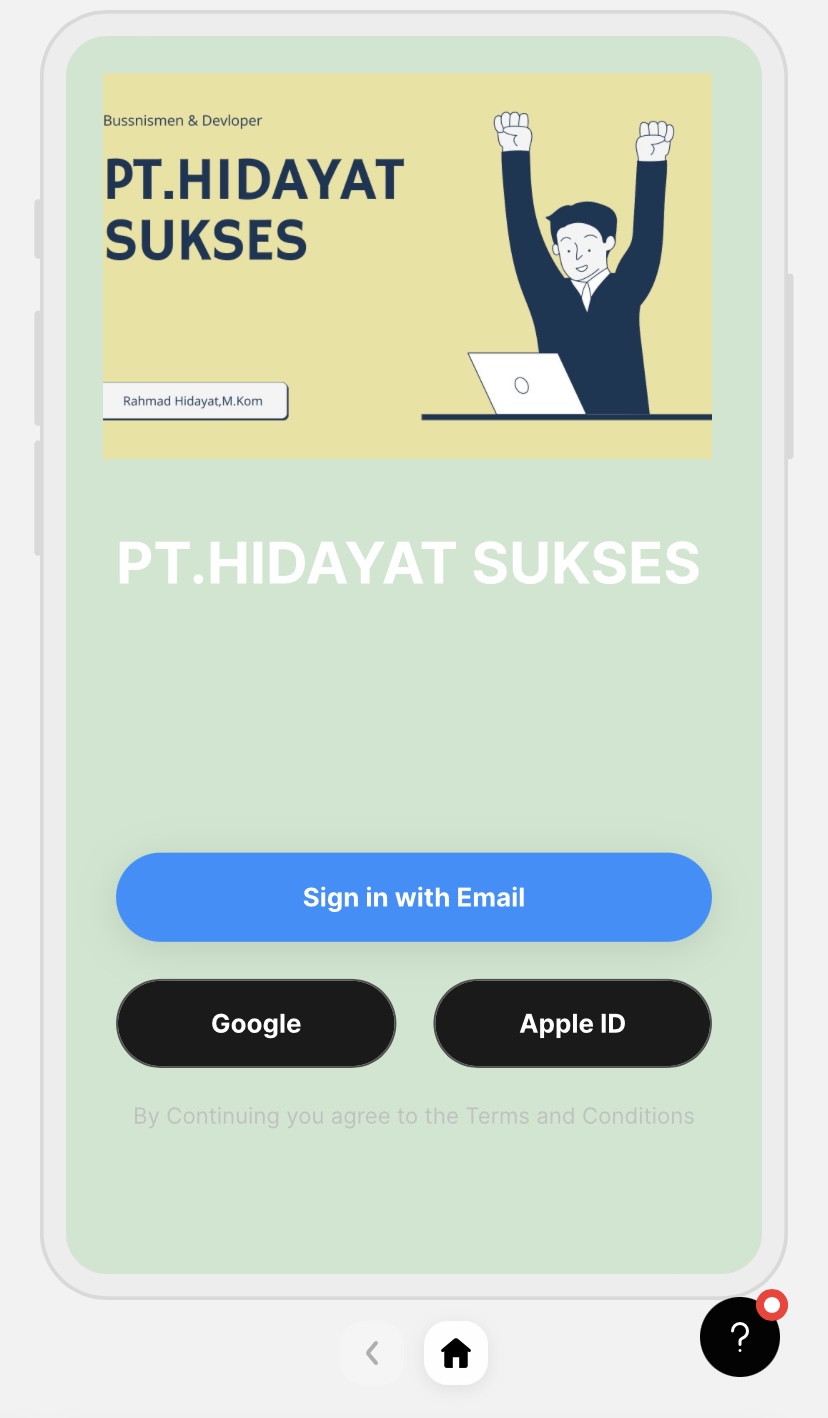 Bussnismen & Devloper
PT.HIDAYAT
SUKSES
Rahmad Hidayat,M.Kom
PT.HIDAYAT SUKSES
Sign in with Email
Google
Apple ID
By Continuing you agree to the Terms and Conditions
?